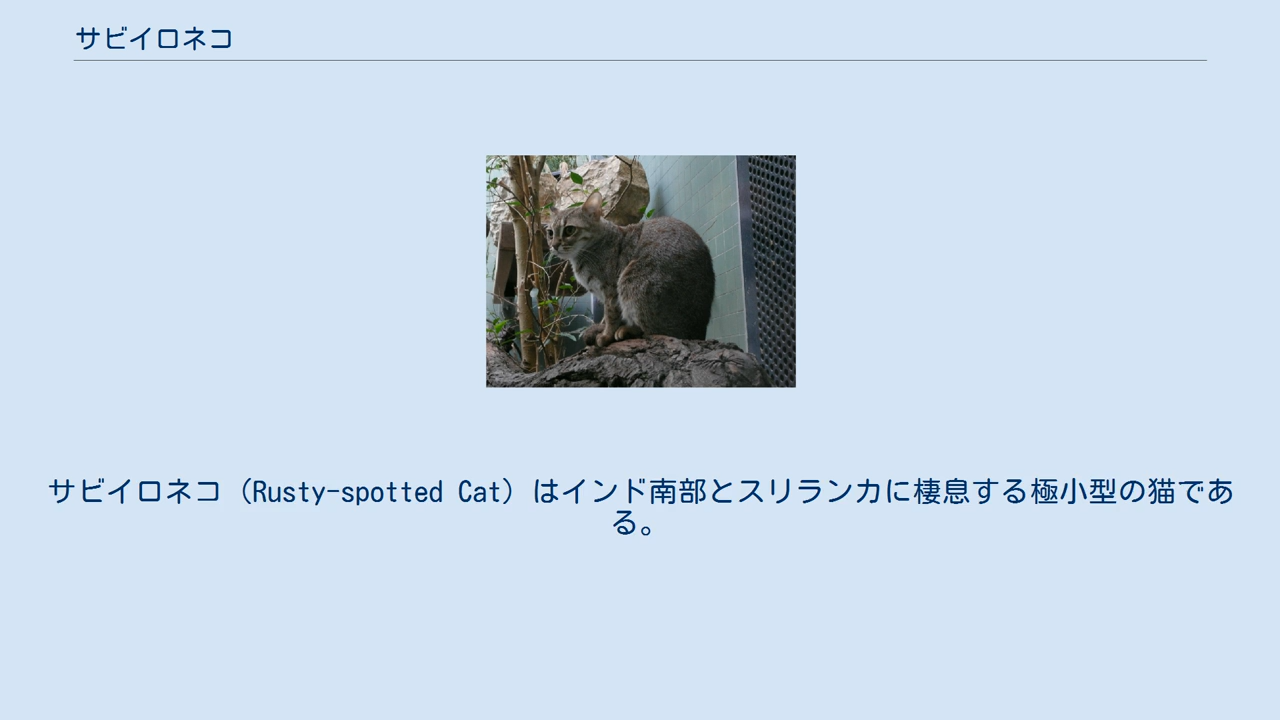 サビイロネコ
サビイロネコ（Rusty-spotted Cat）はインド南部とスリランカに棲息する極小型の猫であ
る。